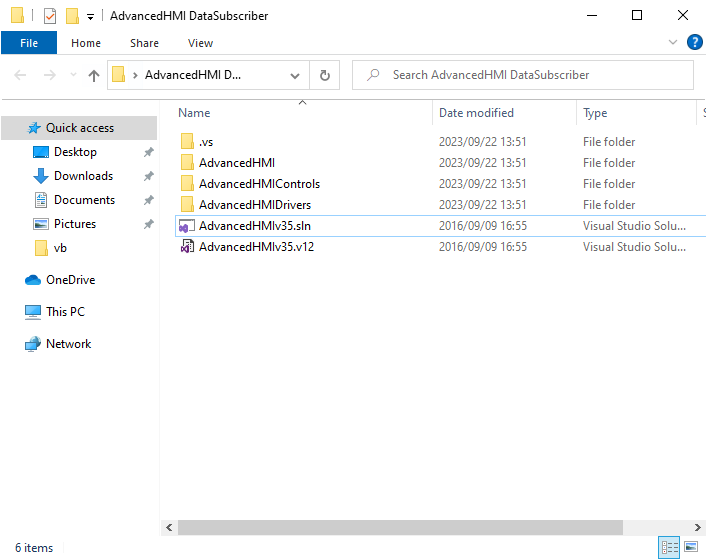 AdvancedHMI DataSubscriber
File Home Share View
AdvancedHMI D... Search AdvancedHMI DataSubscriber
Name Date modified Type S
Quick access
Desktop
Downloads
Documents
Pictures
vb
OneDrive
This PC
Network
.vs 2023/09/22 13:51 File folder
AdvancedHMI 2023/09/22 13:51 File folder
AdvancedHMIControls 2023/09/22 13:51 File folder
AdvancedHMIDrivers 2023/09/22 13:51 File folder
AdvancedHMIv35.sln 2016/09/09 16:55 Visual Studio Solu...
AdvancedHMIv35.v12 2016/09/09 16:55 Visual Studio Solu...
6 items